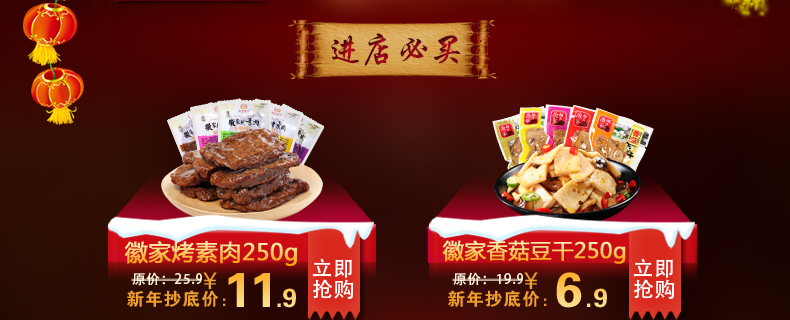 进店必买
徽家烤素肉250g
原价：25.9¥
新年抄底价：11.9
立即
抢购
徽家香菇豆干250g
原价：19.9¥
新年抄底价：6.9
立即
抢购